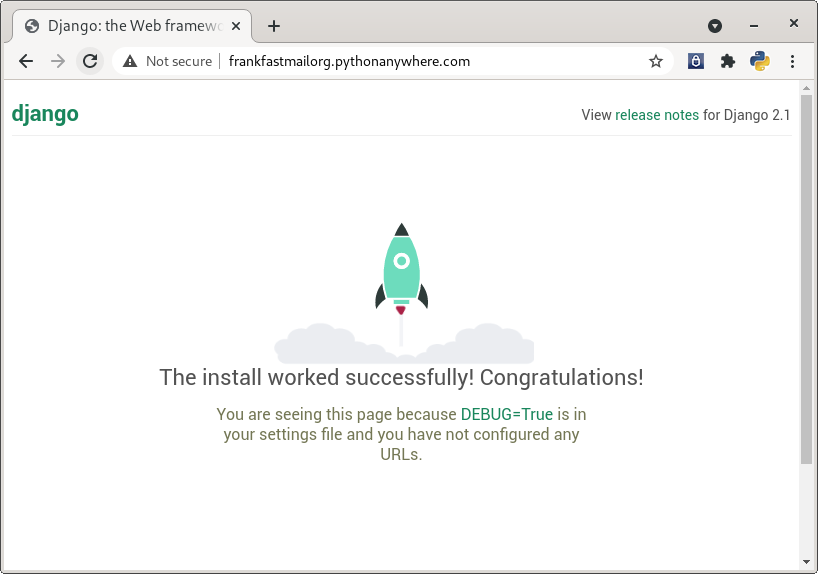 Django: the Web framewo
Not secure frankfastmailorg.pythonanywhere.com
django
View release notes for Django 2.1
The install worked successfully! Congratulations!
You are seeing this page because DEBUG=True is in
your settings file and you have not configured any
URLs.